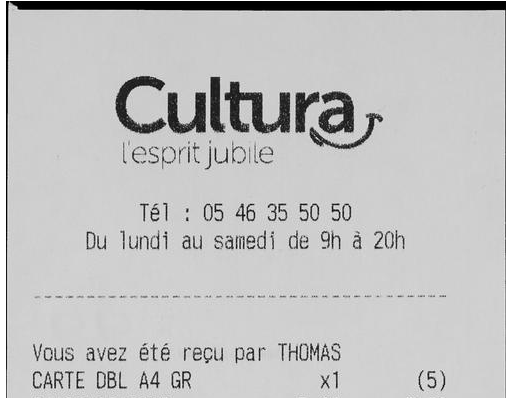 Cultura
l'esprit jubile
Tél : 05 46 35 50 50
Du lundi au samedi de 9h à 20h
Vous avez été reçu par THOMAS
CARTE DBL A4 GR x1 (5)